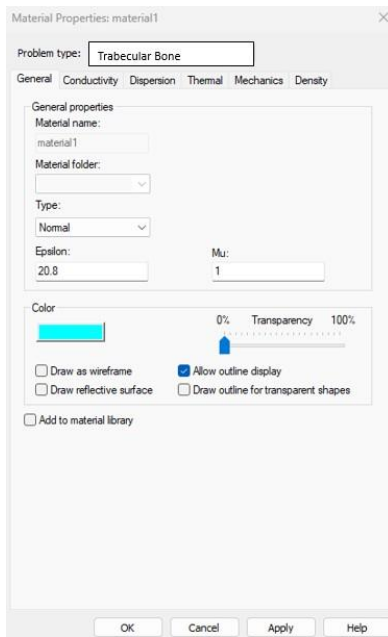 Material Properties: material1
Problem type: Trabecular Bone
General Conductivity Dispersion Thermal Mechanics Density
General properties
Material name:
material1
Material folder:
Type:
Normal
Epsilon: Mu:
20.8 1
Color
0% Transparency 100%
Draw as wireframe Allow outline display
Draw reflective surface Draw outline for transparent shapes
Add to material library
OK Cancel Apply Help